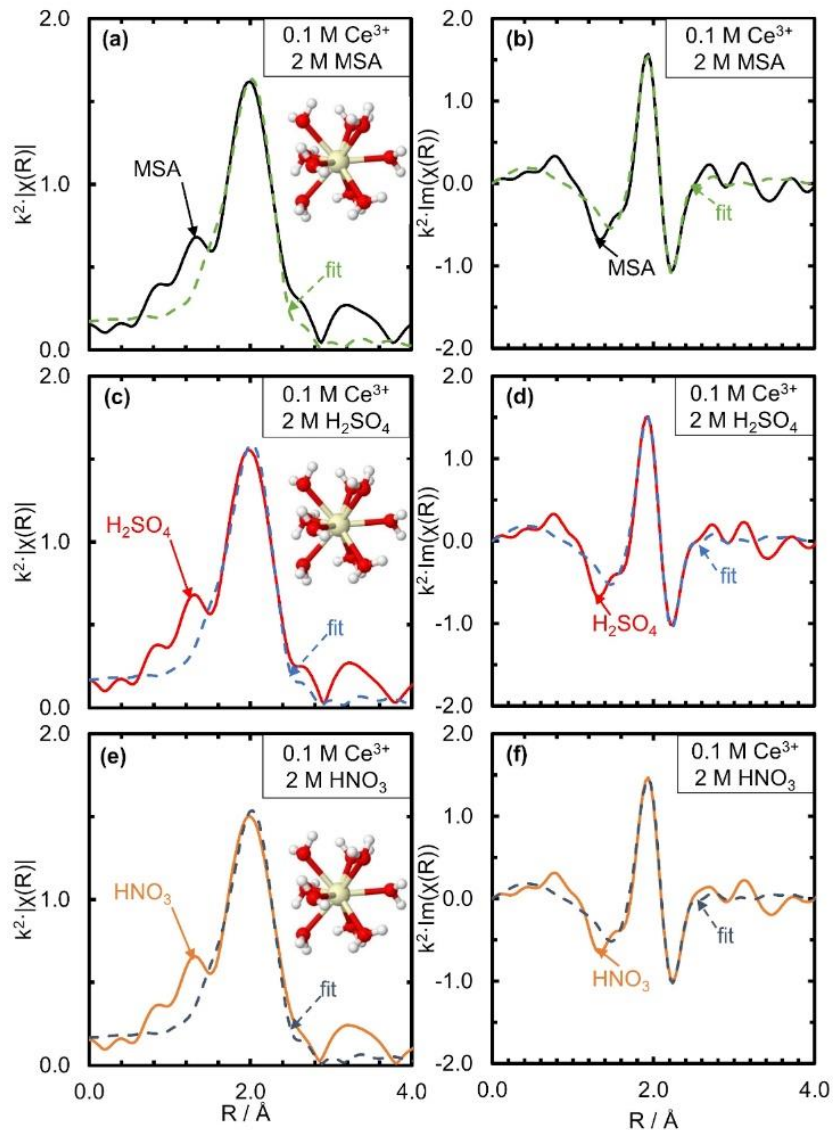 (a)
0.1 M Ce³⁺
2 M MSA
2.0
1.0
0.0
k²·|χ(R)|
MSA
fit
(b)
0.1 M Ce³⁺
2 M MSA
2.0
1.0
0.0
-1.0
-2.0
k²·Im(χ(R))
MSA
fit
(c)
0.1 M Ce³⁺
2 M H₂SO₄
2.0
1.0
0.0
k²·|χ(R)|
H₂SO₄
fit
(d)
0.1 M Ce³⁺
2 M H₂SO₄
2.0
1.0
0.0
-1.0
-2.0
k²·Im(χ(R))
H₂SO₄
fit
(e)
0.1 M Ce³⁺
2 M HNO₃
2.0
1.0
0.0
k²·|χ(R)|
HNO₃
fit
0.0 2.0 4.0
R / Å
(f)
0.1 M Ce³⁺
2 M HNO₃
2.0
1.0
0.0
-1.0
-2.0
k²·Im(χ(R))
HNO₃
fit
0.0 2.0 4.0
R / Å